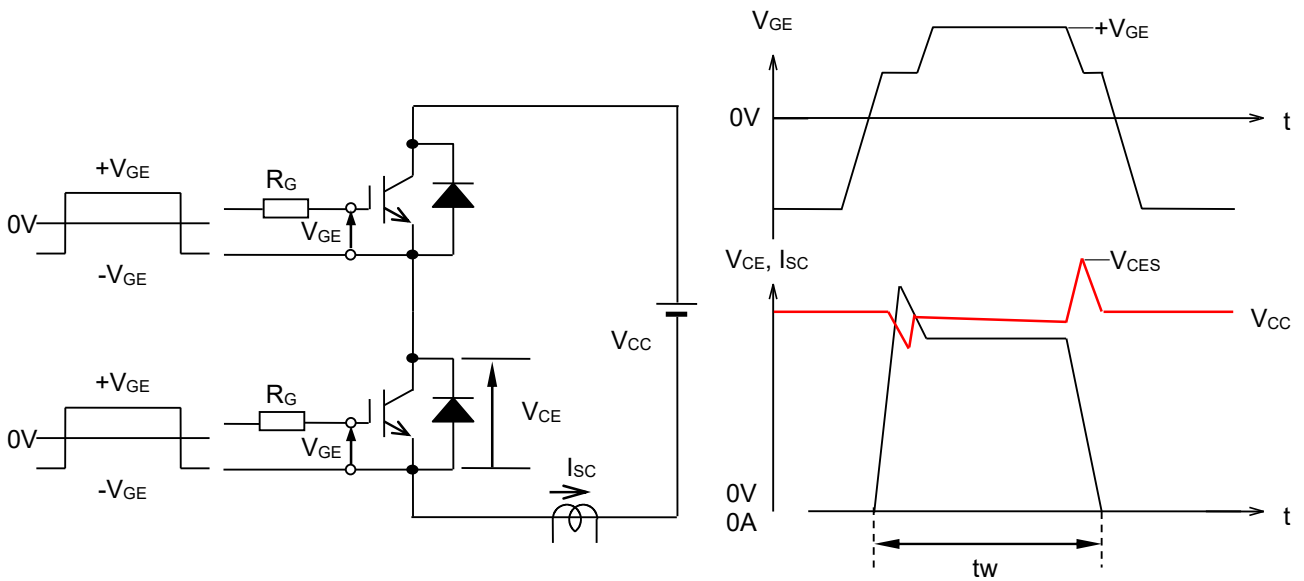 +VGE
0V
-VGE
RG
VGE
+VGE
0V
-VGE
RG
VGE
VCE
ISC
VCC
VGE
+VGE
0V
t
VCE, ISC
VCES
VCC
0V
0A
t
tw